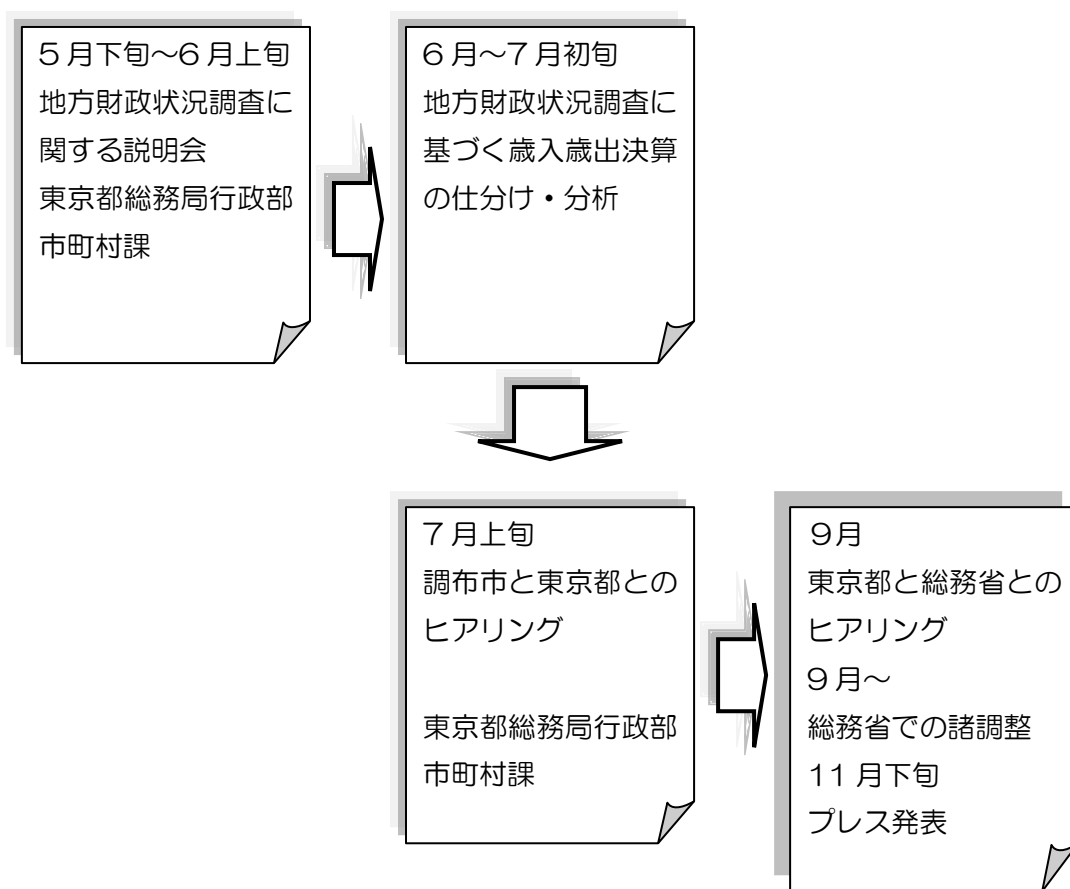 5月下旬～6月上旬
地方財政状況調査に
関する説明会
東京都総務局行政部
市町村課
6月～7月初旬
地方財政状況調査に
基づく歳入歳出決算
の仕分け・分析
7月上旬
調布市と東京都との
ヒアリング
東京都総務局行政部
市町村課
9月
東京都と総務省との
ヒアリング
9月～
総務省での諸調整
11月下旬
プレス発表